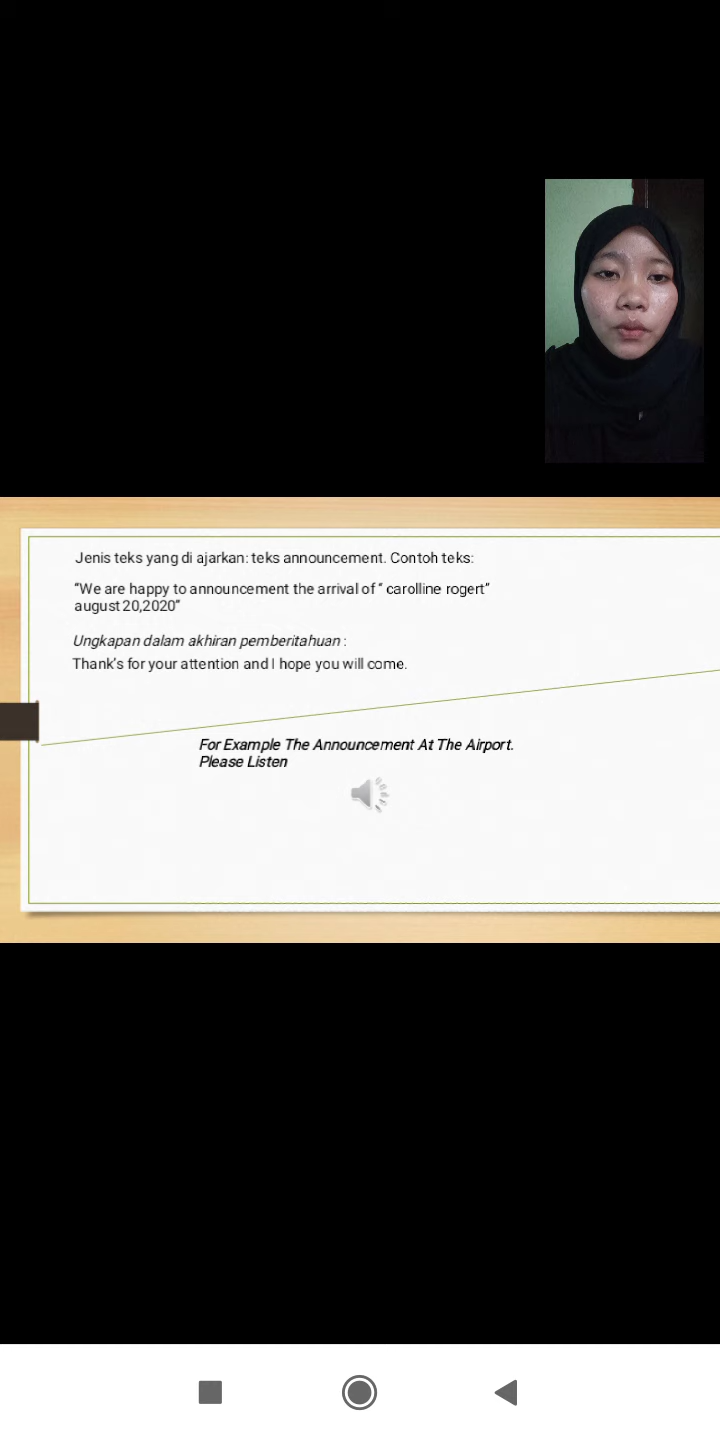 Jenis teks yang di ajarkan: teks announcement. Contoh teks:
“We are happy to announcement the arrival of “ carolline rogert”
august 20,2020”
Ungkapan dalam akhiran pemberitahuan :
Thank's for your attention and I hope you will come.
For Example The Announcement At The Airport.
Please Listen